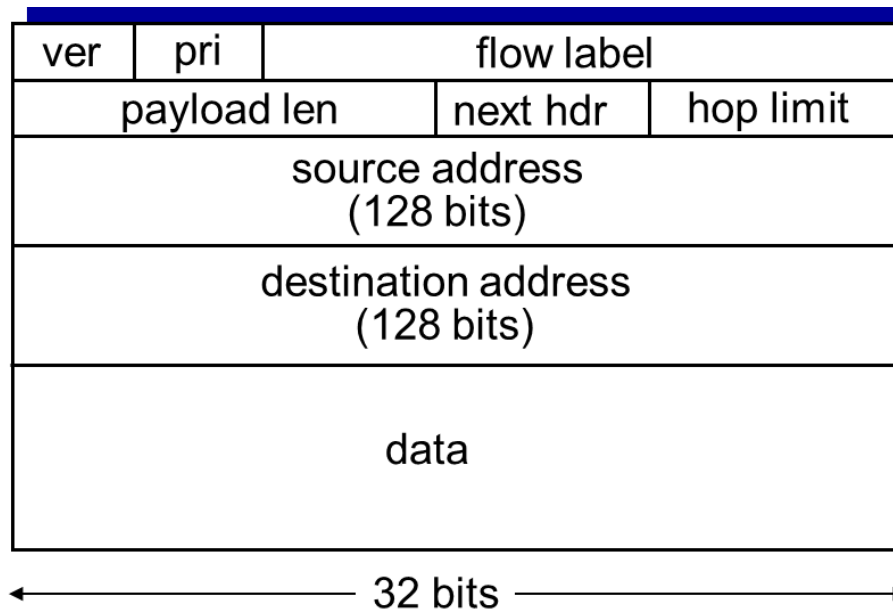 ver pri flow label
payload len next hdr hop limit
source address
(128 bits)
destination address
(128 bits)
data
32 bits